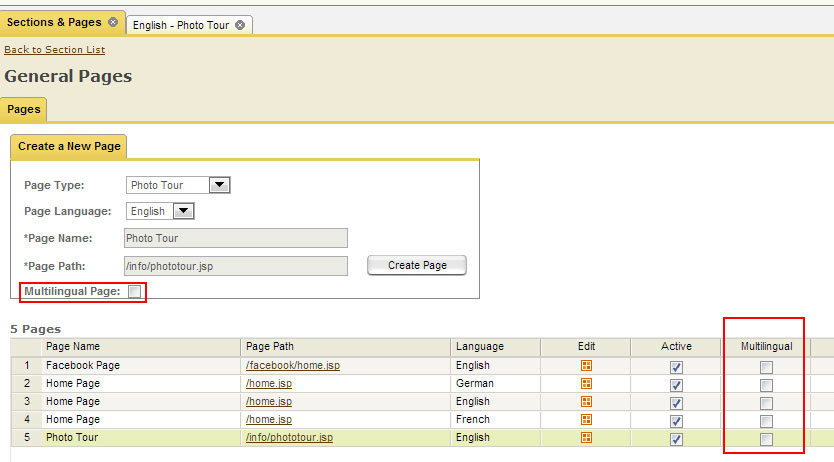 Sections & Pages English - Photo Tour
Back to Section List
General Pages
Pages
Create a New Page
Page Type: Photo Tour
Page Language: English
*Page Name: Photo Tour
*Page Path: /info/phototour.jsp Create Page
Multilingual Page:
5 Pages
Page Name Page Path Language Edit Active Multilingual
1 Facebook Page /facebook/home.jsp English
2 Home Page /home.jsp German
3 Home Page /home.jsp English
4 Home Page /home.jsp French
5 Photo Tour /info/phototour.jsp English